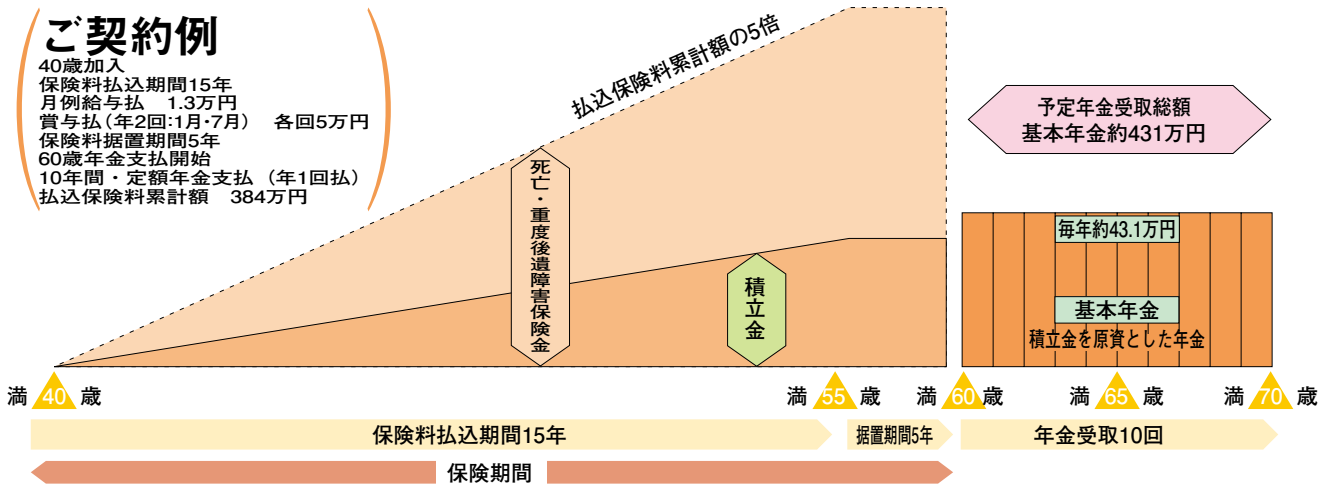 ご契約例
40歳加入
保険料払込期間15年
月例給与払　1.3万円
賞与払(年2回:1月・7月)　各回5万円
保険料据置期間5年
60歳年金支払開始
10年間・定額年金支払（年1回払）
払込保険料累計額　384万円
払込保険料累計額の5倍
死亡・重度後遺障害保険金
積立金
予定年金受取総額
基本年金約431万円
毎年約43.1万円
基本年金
積立金を原資とした年金
満 40 歳
満 55 歳
満 60 歳
満 65 歳
満 70 歳
保険料払込期間15年
据置期間5年
年金受取10回
保険期間